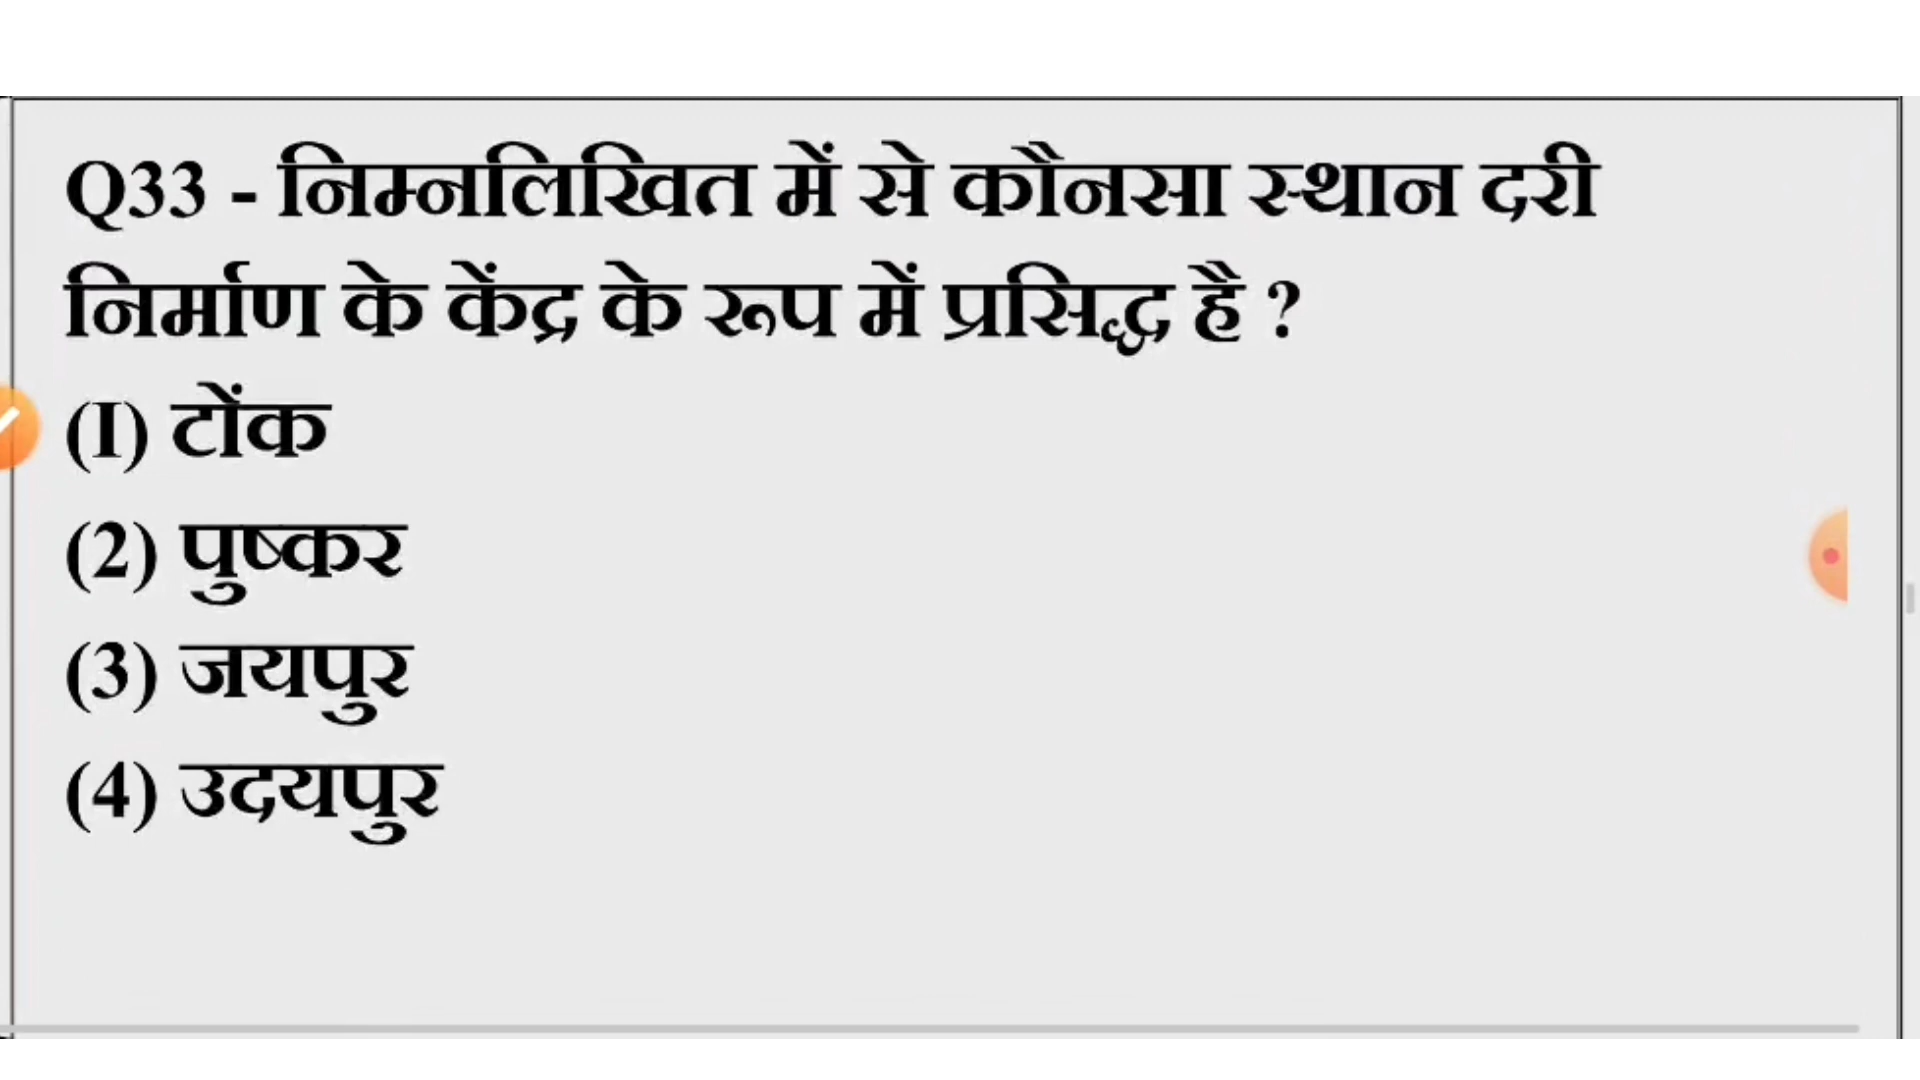 Q33 - निम्नलिखित में से कौनसा स्थान दरी
निर्माण के केंद्र के रूप में प्रसिद्ध है ?
(I) टोंक
(2) पुष्कर
(3) जयपुर
(4) उदयपुर